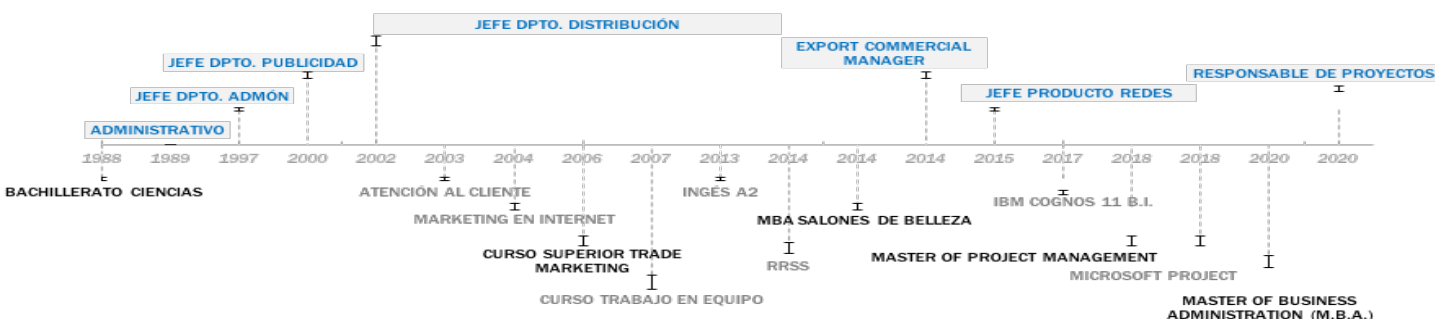 JEFE DPTO. DISTRIBUCIÓN
EXPORT COMMERCIAL
MANAGER
JEFE DPTO. PUBLICIDAD
RESPONSABLE DE PROYECTOS
JEFE DPTO. ADMÓN
JEFE PRODUCTO REDES
ADMINISTRATIVO
1988 1989 1997 2000 2002 2003 2004 2006 2007 2013 2014 2014 2014 2015 2017 2018 2018 2020 2020
BACHILLERATO CIENCIAS
ATENCIÓN AL CLIENTE
INGÉS A2
IBM COGNOS 11 B.I.
MARKETING EN INTERNET
MBA SALONES DE BELLEZA
CURSO SUPERIOR TRADE
MARKETING
RRSS
MASTER OF PROJECT MANAGEMENT
MICROSOFT PROJECT
CURSO TRABAJO EN EQUIPO
MASTER OF BUSINESS
ADMINISTRATION (M.B.A.)